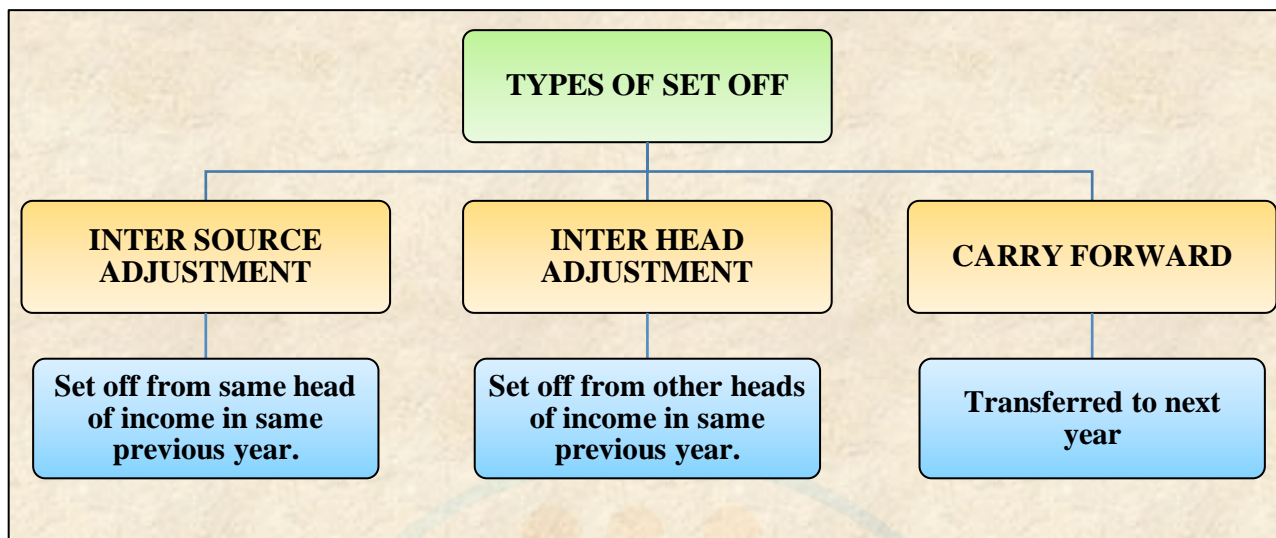 TYPES OF SET OFF
INTER SOURCE
ADJUSTMENT
INTER HEAD
ADJUSTMENT
CARRY FORWARD
Set off from same head
of income in same
previous year.
Set off from other heads
of income in same
previous year.
Transferred to next
year